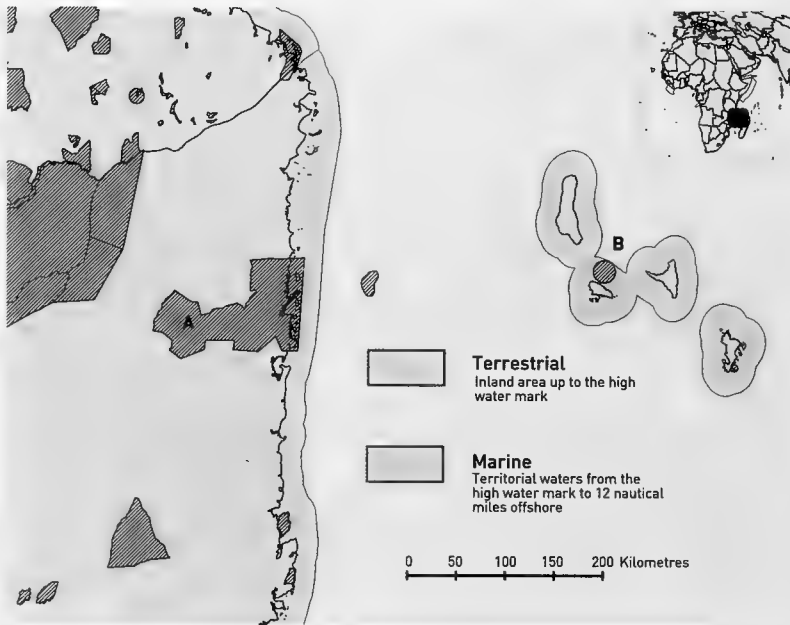 B
A
Terrestrial
Inland area up to the high
water mark
Marine
Territorial waters from the
high water mark to 12 nautical
miles offshore
0 50 100 150 200 Kilometres